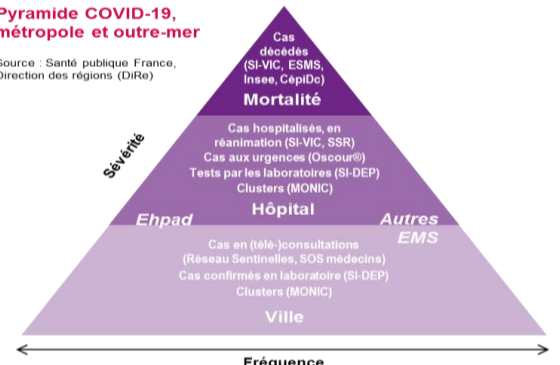 Pyramide COVID-19,
métropole et outre-mer
Source : Santé publique France,
Direction des régions (DiRe)
Cas
décédés
(SI-VIC, ESMS,
Insee, CépiDc)
Mortalité
Sévérité
Cas hospitalisés, en
réanimation (SI-VIC, SSR)
Cas aux urgences (Oscour®)
Tests par les laboratoires (SI-DEP)
Clusters (MONIC)
Hôpital
Ehpad
Autres
EMS
Cas en (télé-)consultations
(Réseau Sentinelles, SOS médecins)
Cas confirmés en laboratoire (SI-DEP)
Clusters (MONIC)
Ville
Fréquence